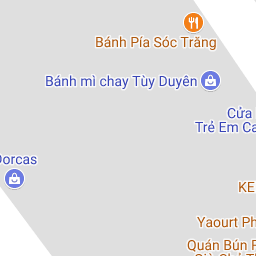 Bánh Pía Sóc Trăng
Bánh mì chay Tùy Duyên
Cửa
Trẻ Em Ca
Dorcas
KE
Yaourt Ph
Quán Bún